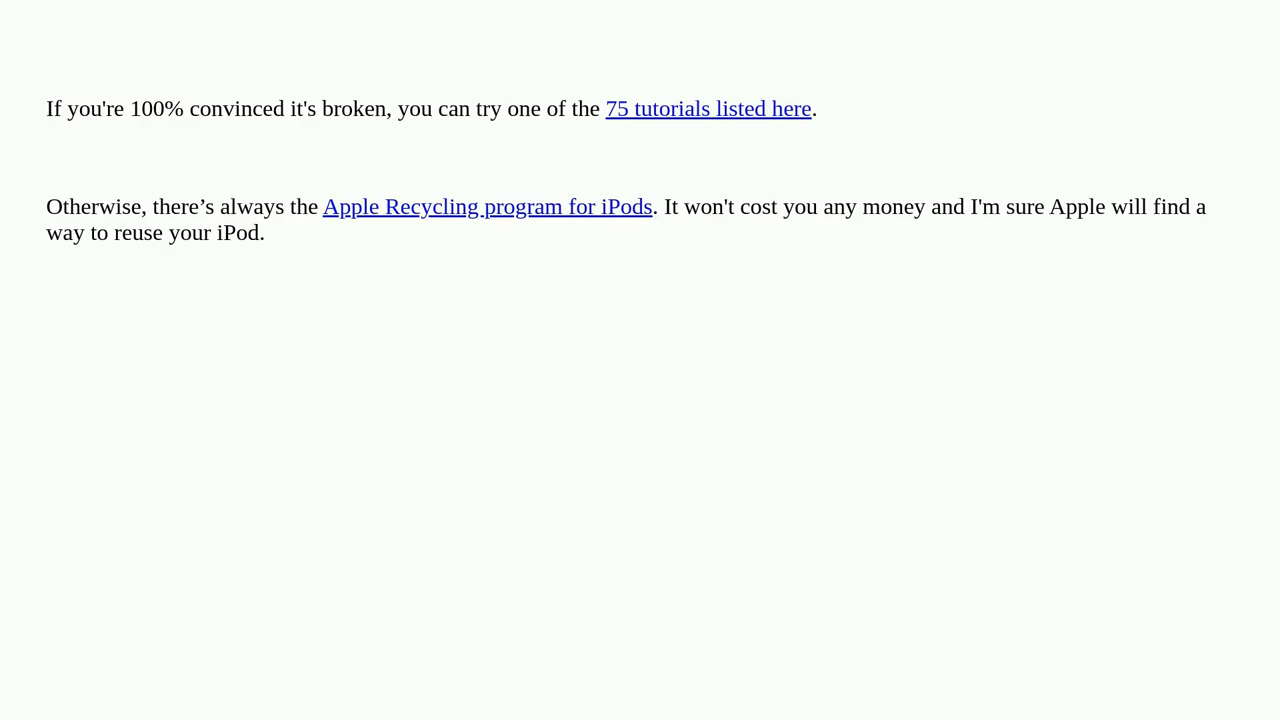 If you're 100% convinced it's broken, you can try one of the 75 tutorials listed here.
Otherwise, there’s always the Apple Recycling program for iPods. It won't cost you any money and I'm sure Apple will find a
way to reuse your iPod.